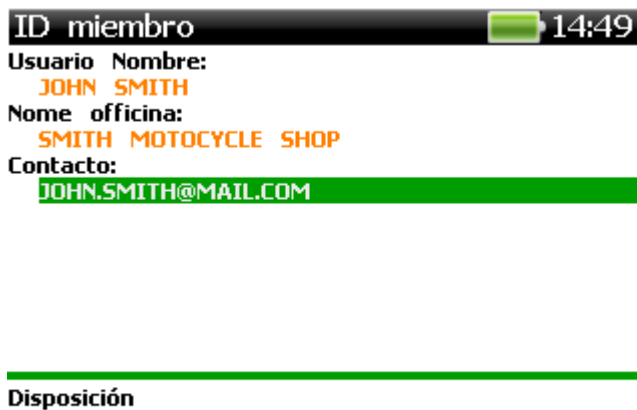 ID miembro 14:49
Usuario Nombre:
JOHN SMITH
Nome officina:
SMITH MOTOCYCLE SHOP
Contacto:
JOHN.SMITH@MAIL.COM
Disposición